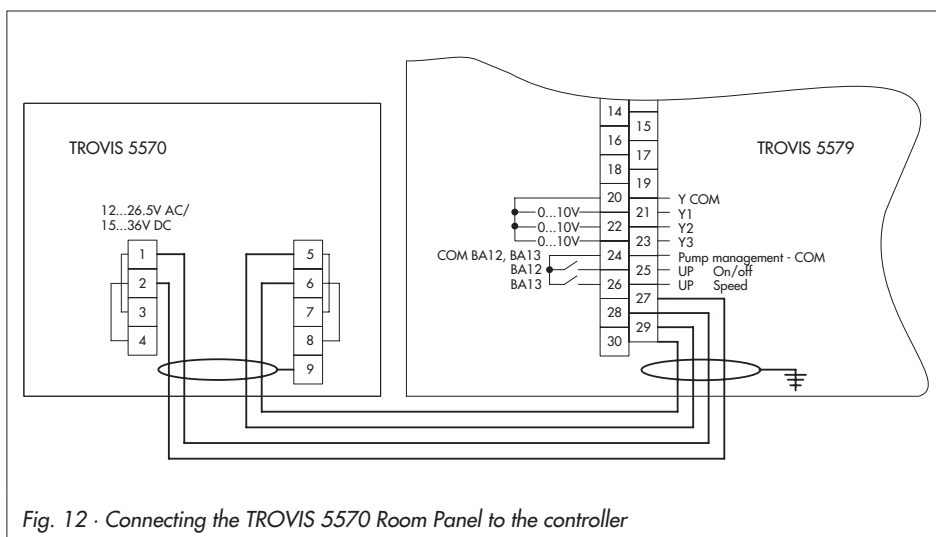 TROVIS 5570
12...26.5V AC/
15...36V DC
1
2
3
4
5
6
7
8
9
TROVIS 5579
14
15
16
17
18
19
20
Y COM
0...10V
21
Y1
0...10V
22
Y2
0...10V
23
Y3
COM BA12, BA13
24
Pump management - COM
BA12
25
UP On/off
BA13
26
UP Speed
27
28
29
30
Fig. 12 · Connecting the TROVIS 5570 Room Panel to the controller